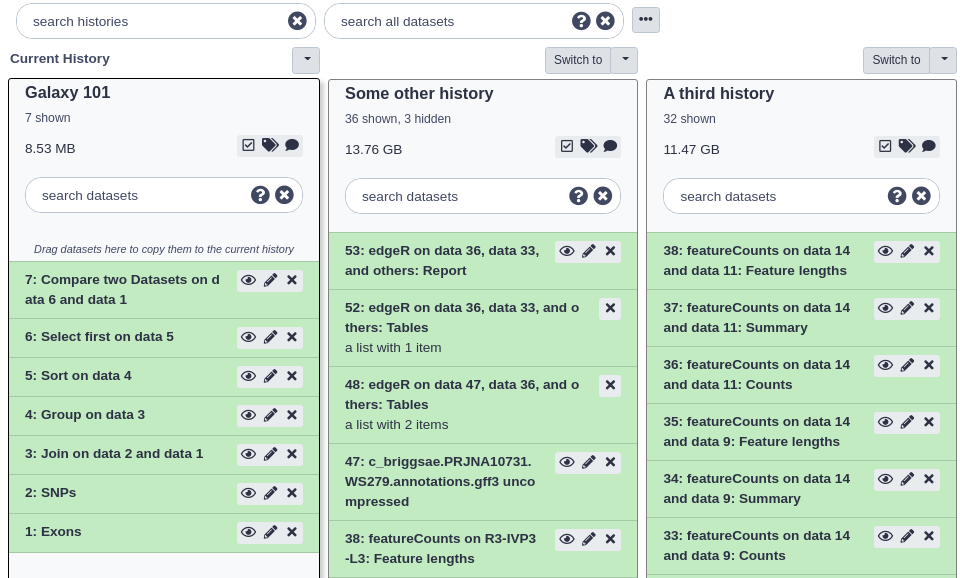 search histories
search all datasets
Current History
Galaxy 101
7 shown
8.53 MB
search datasets
Drag datasets here to copy them to the current history
7: Compare two Datasets on d
ata 6 and data 1
6: Select first on data 5
5: Sort on data 4
4: Group on data 3
3: Join on data 2 and data 1
2: SNPs
1: Exons
Switch to
Some other history
36 shown, 3 hidden
13.76 GB
search datasets
53: edgeR on data 36, data 33,
and others: Report
52: edgeR on data 36, data 33, and o
thers: Tables
a list with 1 item
48: edgeR on data 47, data 36, and o
thers: Tables
a list with 2 items
47: c_briggsae.PRJNA10731.
WS279.annotations.gff3 unco
mpressed
38: featureCounts on R3-IVP3
-L3: Feature lengths
Switch to
A third history
32 shown
11.47 GB
search datasets
38: featureCounts on data 14
and data 11: Feature lengths
37: featureCounts on data 14
and data 11: Summary
36: featureCounts on data 14
and data 11: Counts
35: featureCounts on data 14
and data 9: Feature lengths
34: featureCounts on data 14
and data 9: Summary
33: featureCounts on data 14
and data 9: Counts